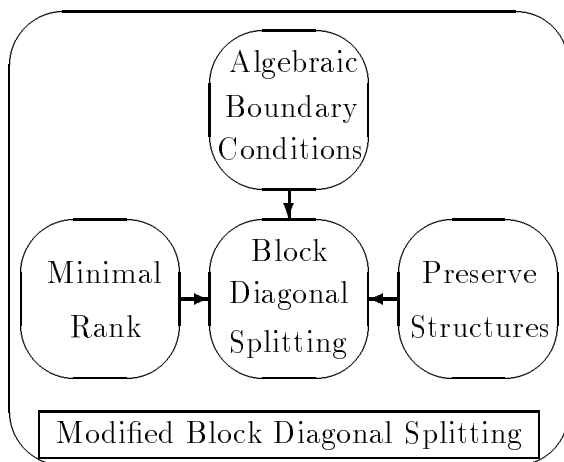 Algebraic
Boundary
Conditions
Minimal
Rank
Block
Diagonal
Splitting
Preserve
Structures
Modified Block Diagonal Splitting